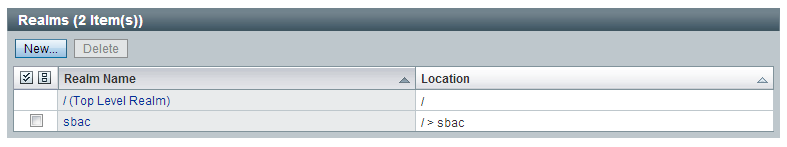 Realms (2 Item(s))
New... Delete
Realm Name Location
/ (Top Level Realm) /
sbac / > sbac